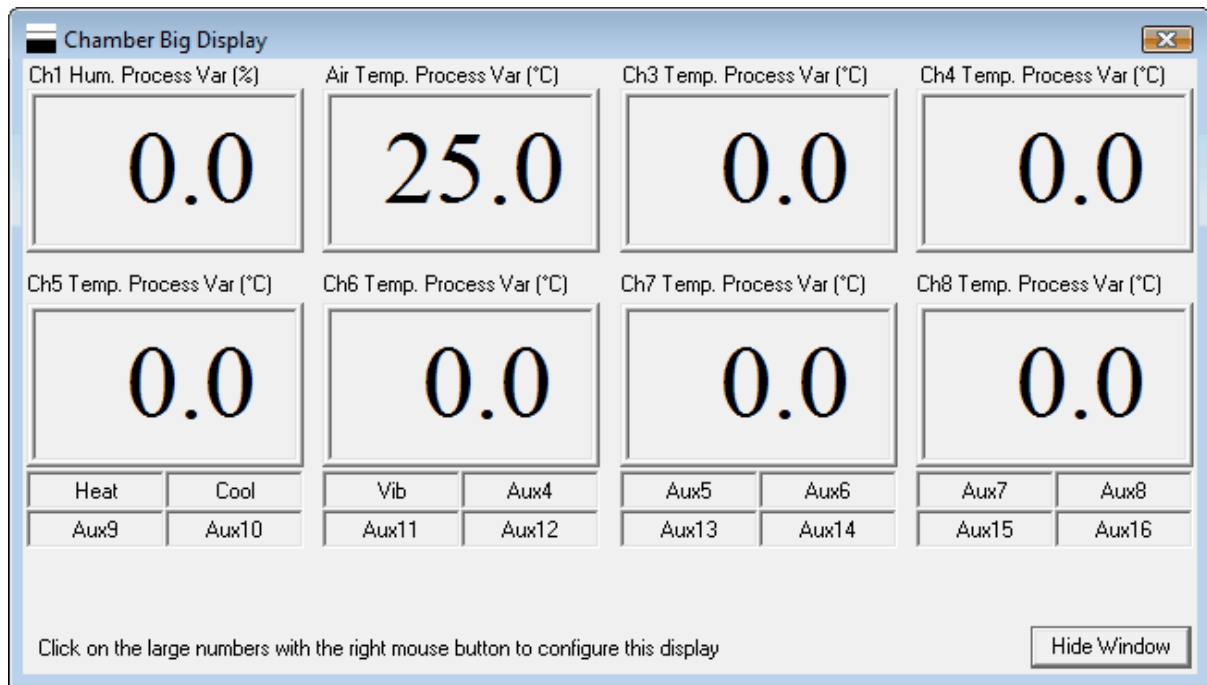 Chamber Big Display
Ch1 Hum. Process Var (%) Air Temp. Process Var (°C) Ch3 Temp. Process Var (°C) Ch4 Temp. Process Var (°C)
0.0 25.0 0.0 0.0
Ch5 Temp. Process Var (°C) Ch6 Temp. Process Var (°C) Ch7 Temp. Process Var (°C) Ch8 Temp. Process Var (°C)
0.0 0.0 0.0 0.0
Heat Cool Vib Aux4 Aux5 Aux6 Aux7 Aux8
Aux9 Aux10 Aux11 Aux12 Aux13 Aux14 Aux15 Aux16
Click on the large numbers with the right mouse button to configure this display
Hide Window